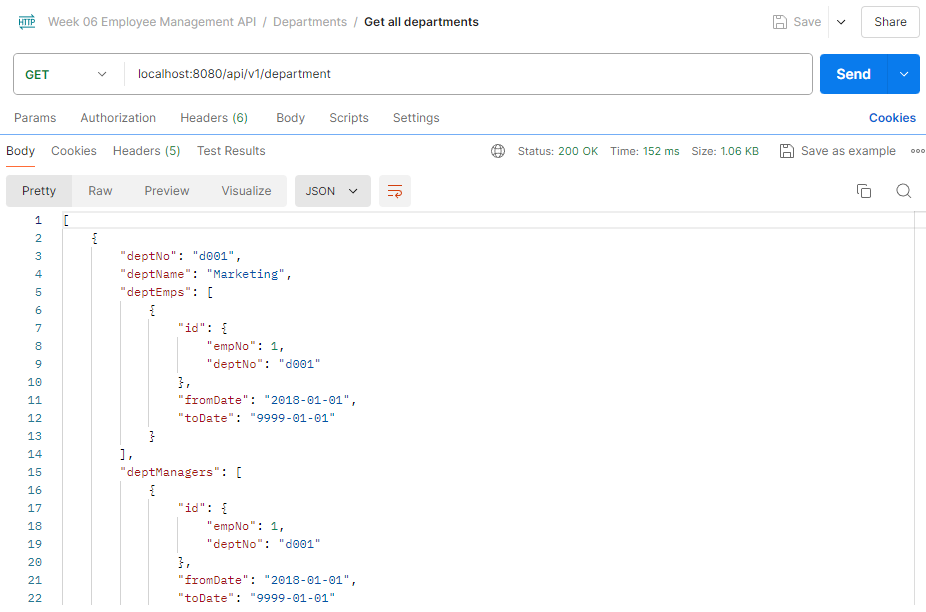 HTTP Week 06 Employee Management API / Departments / Get all departments Save Share
GET localhost:8080/api/v1/department Send
Params Authorization Headers (6) Body Scripts Settings Cookies
Body Cookies Headers (5) Test Results Status: 200 OK Time: 152 ms Size: 1.06 KB Save as example
Pretty Raw Preview Visualize JSON
1 [
2 {
3 "deptNo": "d001",
4 "deptName": "Marketing",
5 "deptEmps": [
6 {
7 "id": {
8 "empNo": 1,
9 "deptNo": "d001"
10 },
11 "fromDate": "2018-01-01",
12 "toDate": "9999-01-01"
13 }
14 ],
15 "deptManagers": [
16 {
17 "id": {
18 "empNo": 1,
19 "deptNo": "d001"
20 },
21 "fromDate": "2018-01-01",
22 "toDate": "9999-01-01"